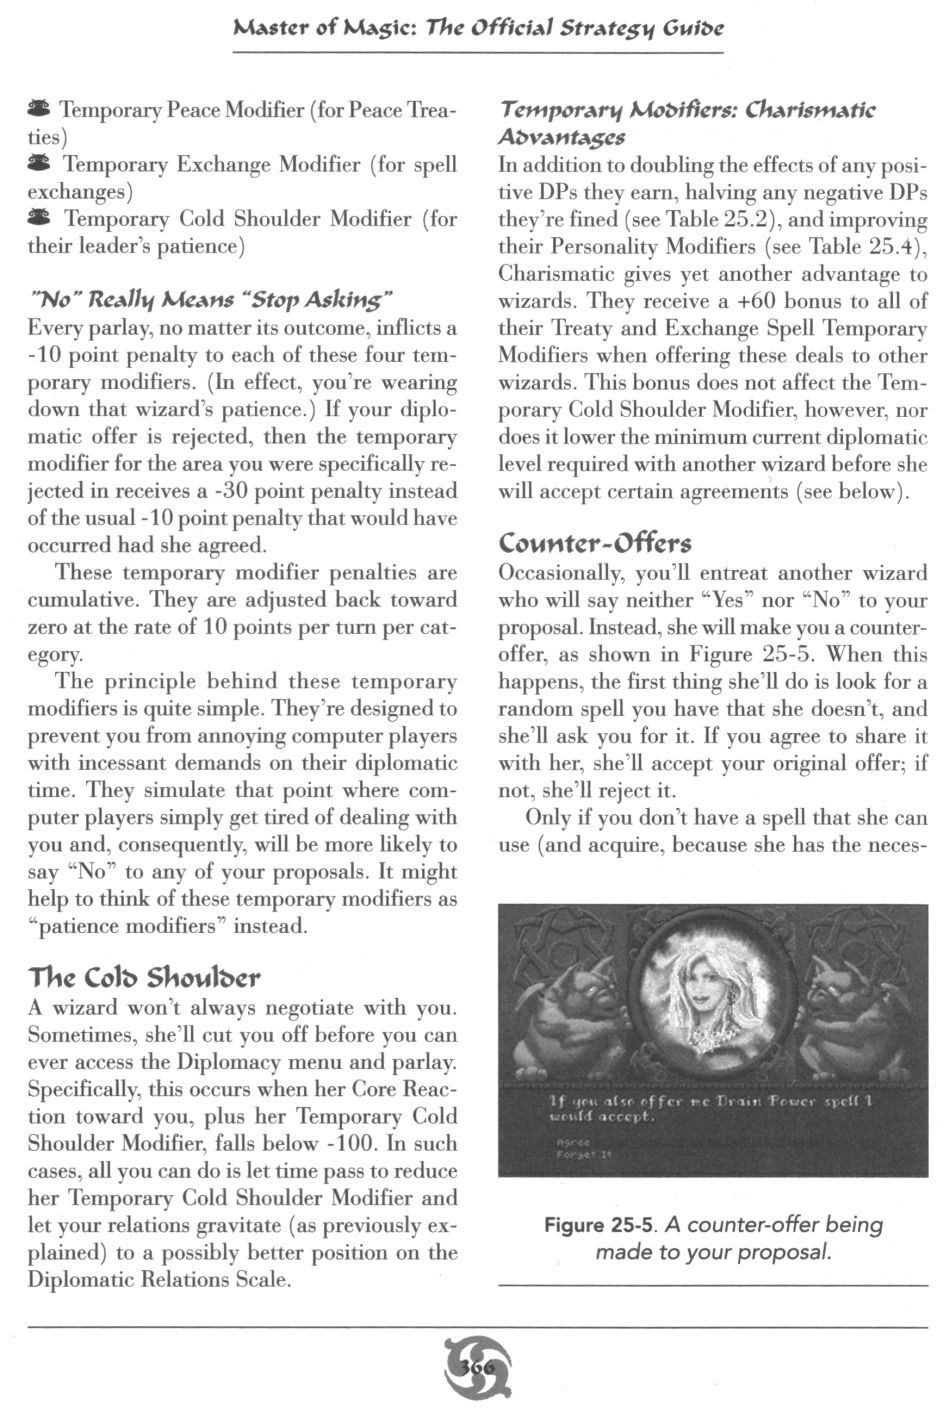 Master of Magic: The Official Strategy Guide
Temporary Peace Modifier (for Peace Trea-
ties)
Temporary Exchange Modifier (for spell
exchanges)
Temporary Cold Shoulder Modifier (for
their leader's patience)
"No" Really Means "Stop Asking"
Every parlay, no matter its outcome, inflicts a
-10 point penalty to each of these four tem-
porary modifiers. (In effect, you're wearing
down that wizard's patience.) If your diplo-
matic offer is rejected, then the temporary
modifier for the area you were specifically re-
jected in receives a -30 point penalty instead
of the usual -10 point penalty that would have
occurred had she agreed.
These temporary modifier penalties are
cumulative. They are adjusted back toward
zero at the rate of 10 points per turn per cat-
egory.
The principle behind these temporary
modifiers is quite simple. They're designed to
prevent you from annoying computer players
with incessant demands on their diplomatic
time. They simulate that point where com-
puter players simply get tired of dealing with
you and, consequently, will be more likely to
say "No" to any of your proposals. It might
help to think of these temporary modifiers as
"patience modifiers" instead.
The Cold Shoulder
A wizard won't always negotiate with you.
Sometimes, she'll cut you off before you can
ever access the Diplomacy menu and parlay.
Specifically, this occurs when her Core Reac-
tion toward you, plus her Temporary Cold
Shoulder Modifier, falls below -100. In such
cases, all you can do is let time pass to reduce
her Temporary Cold Shoulder Modifier and
let your relations gravitate (as previously ex-
plained) to a possibly better position on the
Diplomatic Relations Scale.
Temporary Modifiers: Charismatic
Advantages
In addition to doubling the effects of any posi-
tive DPs they earn, halving any negative DPs
they're fined (see Table 25.2), and improving
their Personality Modifiers (see Table 25.4),
Charismatic gives yet another advantage to
wizards. They receive a +60 bonus to all of
their Treaty and Exchange Spell Temporary
Modifiers when offering these deals to other
wizards. This bonus does not affect the Tem-
porary Cold Shoulder Modifier, however, nor
does it lower the minimum current diplomatic
level required with another wizard before she
will accept certain agreements (see below).
Counter-Offers
Occasionally, you'll entreat another wizard
who will say neither "Yes" nor "No" to your
proposal. Instead, she will make you a counter-
offer, as shown in Figure 25-5. When this
happens, the first thing she'll do is look for a
random spell you have that she doesn't, and
she'll ask you for it. If you agree to share it
with her, she'll accept your original offer; if
not, she'll reject it.
Only if you don't have a spell that she can
use (and acquire, because she has the neces-
If you also offer me Drain Power spell I
would accept.
Agree
Forget It
Figure 25-5. A counter-offer being
made to your proposal.
366